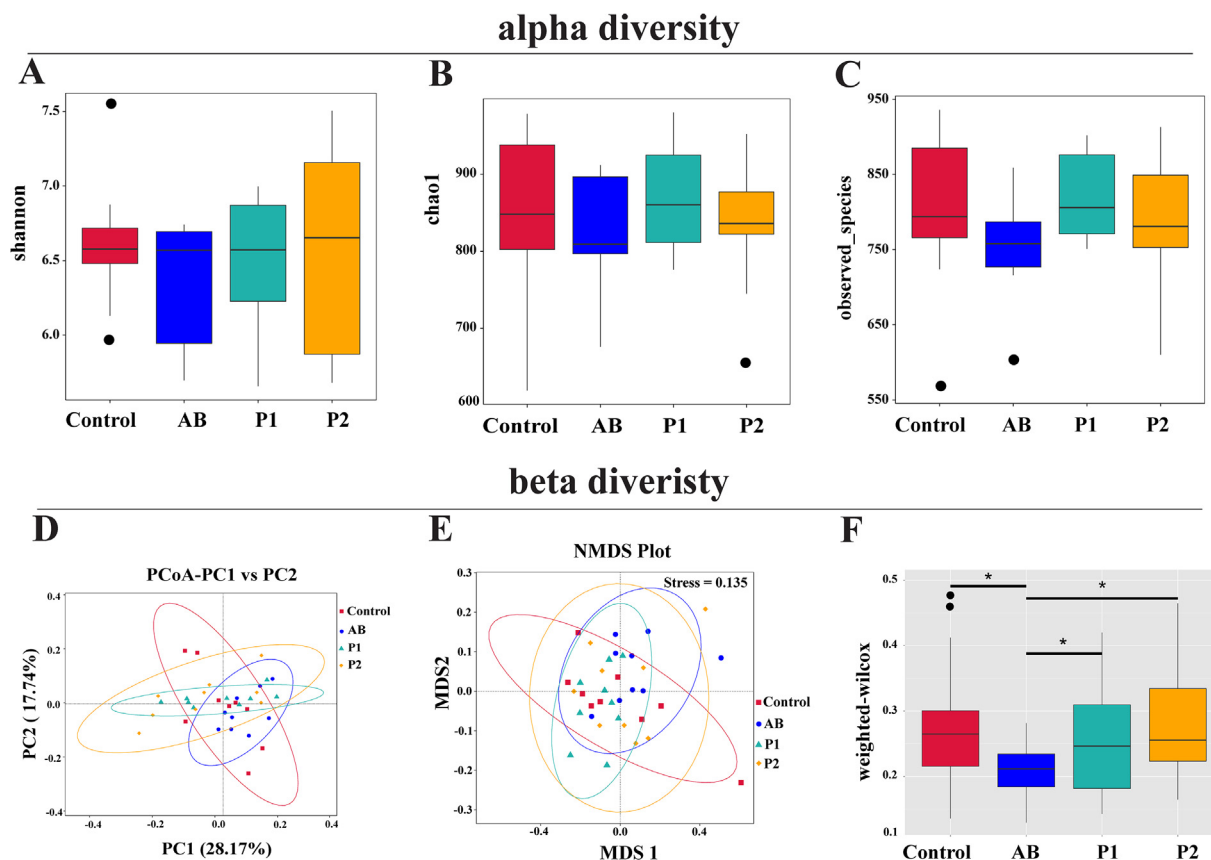 alpha diversity
A
shannon
7.5
7.0
6.5
6.0
Control AB P1 P2
B
chao1
900
800
700
600
Control AB P1 P2
C
observed_species
950
850
750
650
550
Control AB P1 P2
beta diveristy
D
PCoA-PC1 vs PC2
PC2 ( 17.74%)
0.4
0.2
0.0
-0.2
-0.4
-0.4 -0.2 0.0 0.2 0.4
PC1 (28.17%)
Control
AB
P1
P2
E
NMDS Plot
Stress = 0.135
MDS2
0.3
0.2
0.1
0.0
-0.1
-0.2
-0.3
-0.4 0.0 0.4
MDS 1
Control
AB
P1
P2
F
weighted-wilcox
0.5
0.4
0.3
0.2
0.1
*
*
*
Control AB P1 P2